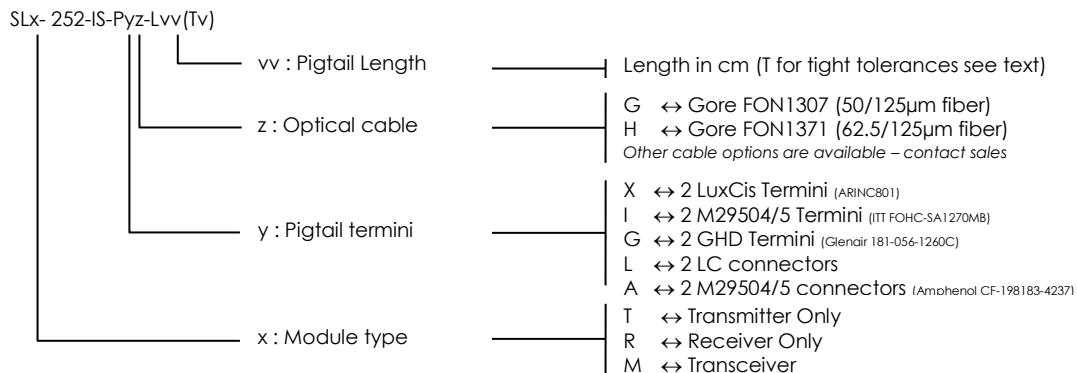 SLx- 252-IS-Pyz-Lvv(Tv)
vv : Pigtail Length
Length in cm (T for tight tolerances see text)
z : Optical cable
G ↔ Gore FON1307 (50/125µm fiber)
H ↔ Gore FON1371 (62.5/125µm fiber)
Other cable options are available – contact sales
y : Pigtail termini
X ↔ 2 LuxCis Termini (ARINC801)
I ↔ 2 M29504/5 Termini (ITT FOHC-SA1270MB)
G ↔ 2 GHD Termini (Glenair 181-056-1260C)
L ↔ 2 LC connectors
A ↔ 2 M29504/5 connectors (Amphenol CF-198183-4237)
x : Module type
T ↔ Transmitter Only
R ↔ Receiver Only
M ↔ Transceiver